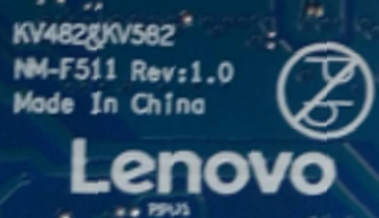 KV482&KV582
NM-F511 Rev:1.0
Made In China
Lenovo